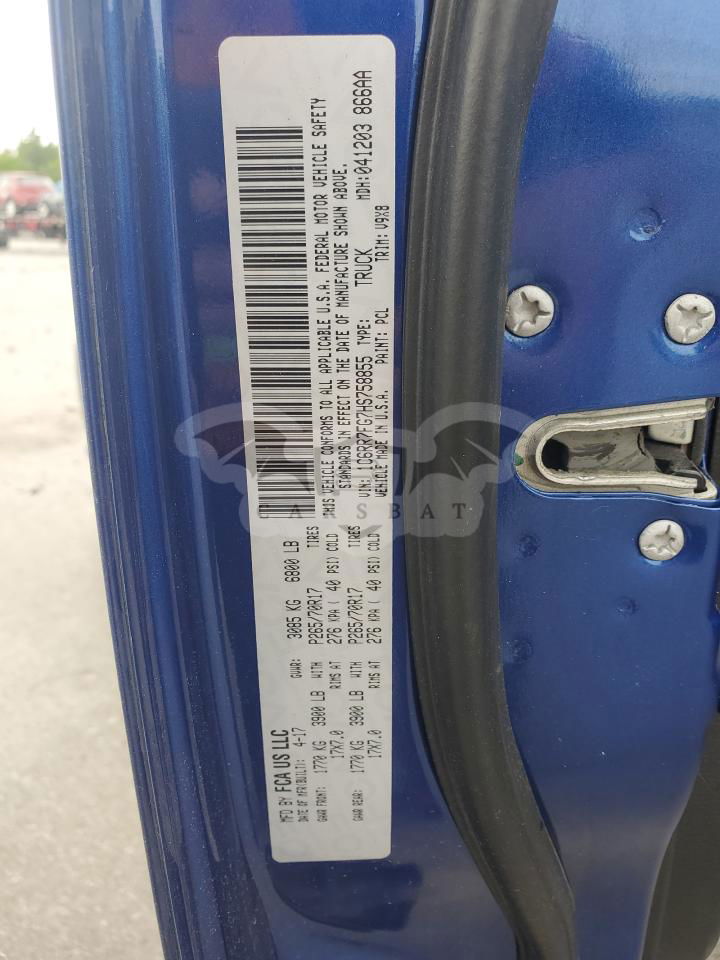 MFD BY FCA US LLC
DATE OF MFR(BUILT): 4-17 GVWR: 3085 KG 6800 LB
GAWR FRONT: 1770 KG 3900 LB WITH P265/70R17 TIRES
17X7.0 RIMS AT 276 KPA ( 40 PSI) COLD
GAWR REAR: 1770 KG 3900 LB WITH P265/70R17 TIRES
17X7.0 RIMS AT 276 KPA ( 40 PSI) COLD
THIS VEHICLE CONFORMS TO ALL APPLICABLE U.S.A. FEDERAL MOTOR VEHICLE SAFETY
STANDARDS IN EFFECT ON THE DATE OF MANUFACTURE SHOWN ABOVE.
VIN: 1C6RR7FG7HS758855 TYPE: TRUCK MDH:041203 866AA
VEHICLE MADE IN U.S.A. PAINT: PCL TRIM: V9X8
CARSBAT